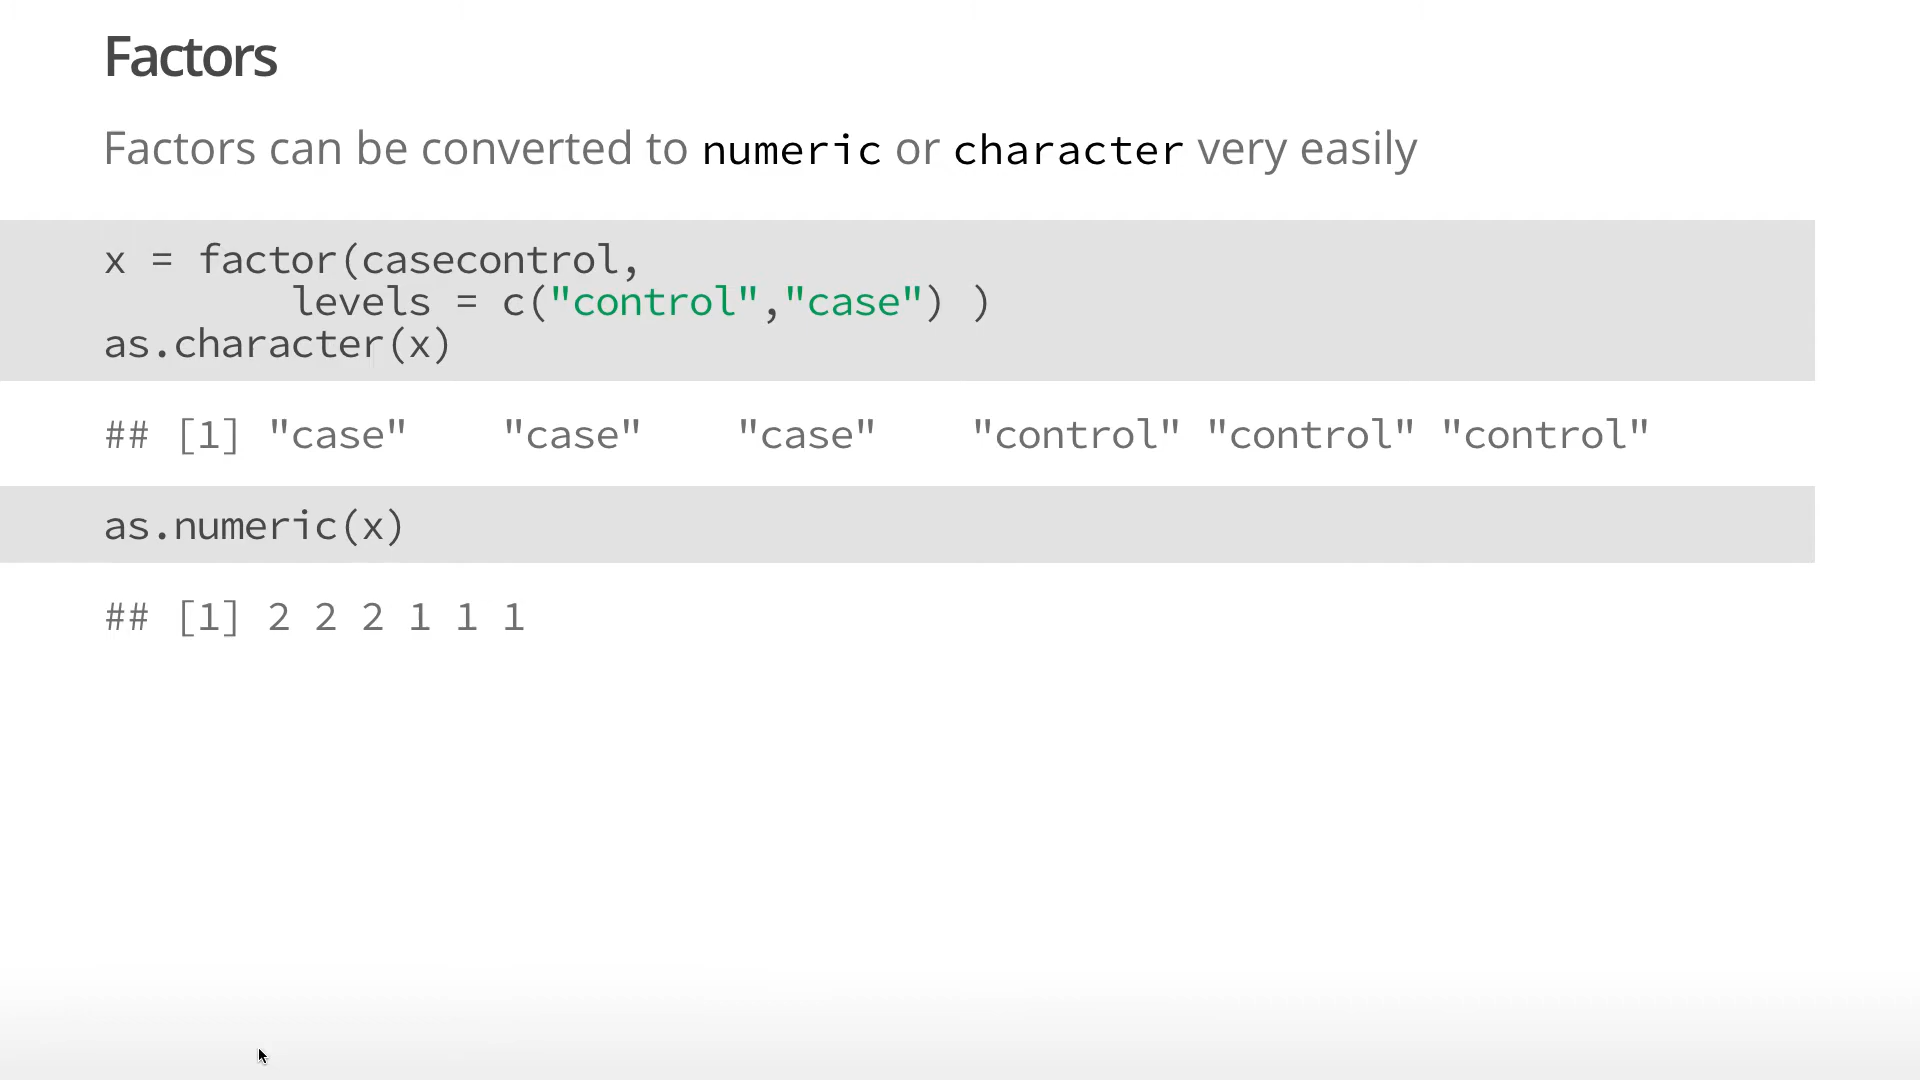 Factors
Factors can be converted to numeric or character very easily
x = factor(casecontrol,
        levels = c("control","case") )
as.character(x)
## [1] "case"    "case"    "case"    "control" "control" "control"
as.numeric(x)
## [1] 2 2 2 1 1 1